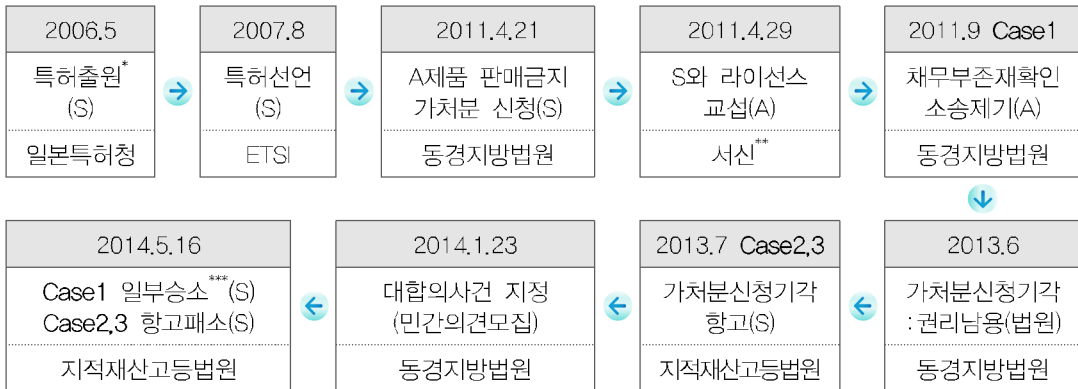 2006.5
특허출원*
(S)
일본특허청
2007.8
특허선언
(S)
ETSI
2011.4.21
A제품 판매금지
가처분 신청(S)
동경지방법원
2011.4.29
S와 라이선스
교섭(A)
서신**
2011.9 Case1
채무부존재확인
소송제기(A)
동경지방법원
2013.6
가처분신청기각
:권리남용(법원)
동경지방법원
2013.7 Case2,3
가처분신청기각
항고(S)
지적재산고등법원
2014.1.23
대합의사건 지정
(민간의견모집)
동경지방법원
2014.5.16
Case1 일부승소***(S)
Case2,3 항고패소(S)
지적재산고등법원